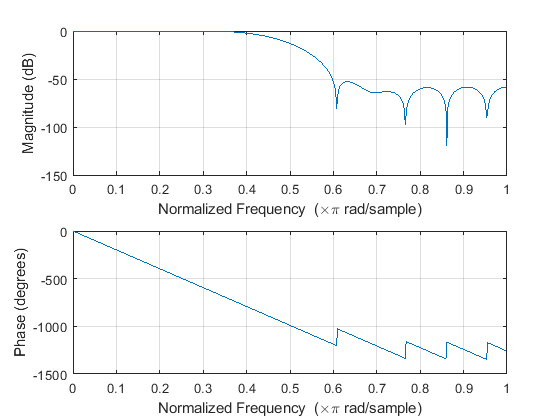 0
-50
-100
-150
Magnitude (dB)
0 0.1 0.2 0.3 0.4 0.5 0.6 0.7 0.8 0.9 1
Normalized Frequency (×π rad/sample)
0
-500
-1000
-1500
Phase (degrees)
0 0.1 0.2 0.3 0.4 0.5 0.6 0.7 0.8 0.9 1
Normalized Frequency (×π rad/sample)